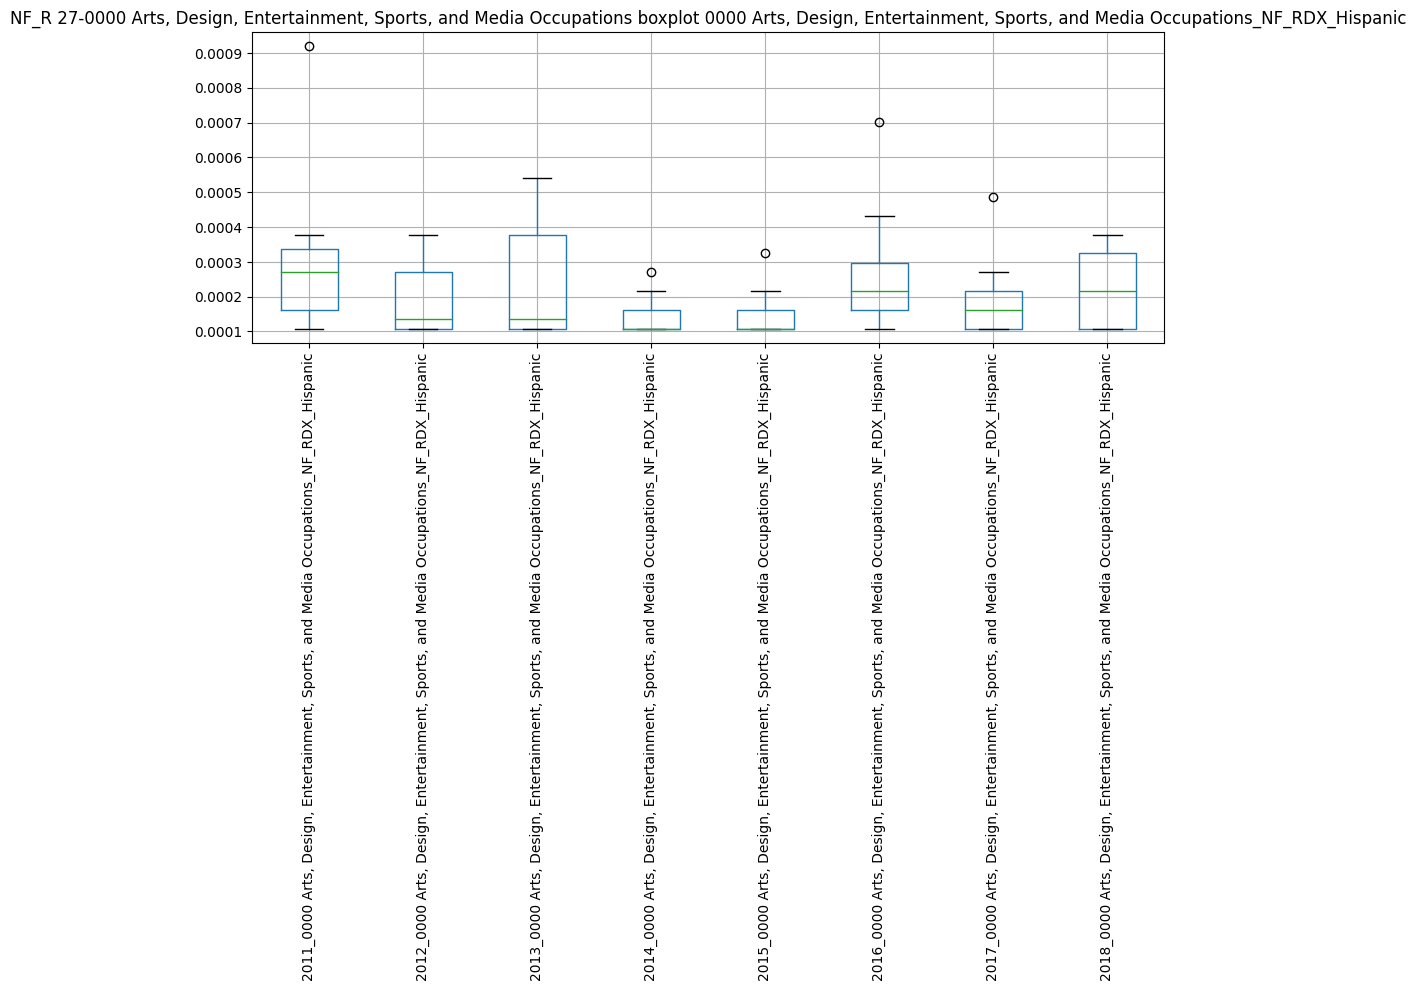 NF_R 27-0000 Arts, Design, Entertainment, Sports, and Media Occupations boxplot 0000 Arts, Design, Entertainment, Sports, and Media Occupations_NF_RDX_Hispanic
0.0009
0.0008
0.0007
0.0006
0.0005
0.0004
0.0003
0.0002
0.0001
2011_0000 Arts, Design, Entertainment, Sports, and Media Occupations_NF_RDX_Hispanic
2012_0000 Arts, Design, Entertainment, Sports, and Media Occupations_NF_RDX_Hispanic
2013_0000 Arts, Design, Entertainment, Sports, and Media Occupations_NF_RDX_Hispanic
2014_0000 Arts, Design, Entertainment, Sports, and Media Occupations_NF_RDX_Hispanic
2015_0000 Arts, Design, Entertainment, Sports, and Media Occupations_NF_RDX_Hispanic
2016_0000 Arts, Design, Entertainment, Sports, and Media Occupations_NF_RDX_Hispanic
2017_0000 Arts, Design, Entertainment, Sports, and Media Occupations_NF_RDX_Hispanic
2018_0000 Arts, Design, Entertainment, Sports, and Media Occupations_NF_RDX_Hispanic